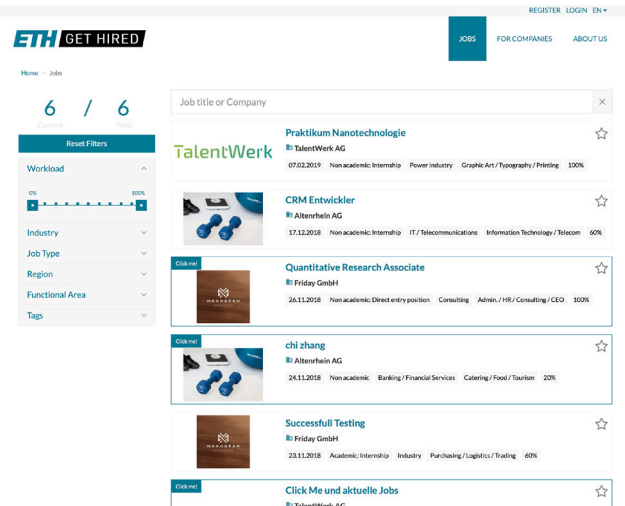 REGISTER LOGIN EN
ETH GET HIRED
JOBS FOR COMPANIES ABOUT US
Home > Jobs
6 / 6
Current Total
Reset Filters
Workload
0% 100%
Industry
Job Type
Region
Functional Area
Tags
Job title or Company ×
TalentWerk
Praktikum Nanotechnologie
TalentWerk AG
07.02.2019 Non academic: Internship Power industry Graphic Art / Typography / Printing 100%
CRM Entwickler
Altenrhein AG
17.12.2018 Non academic: Internship IT / Telecommunications Information Technology / Telecom 60%
Click me!
MONOGRAM
Quantitative Research Associate
Friday GmbH
26.11.2018 Non academic: Direct entry position Consulting Admin. / HR / Consulting / CEO 100%
Click me!
chi zhang
Altenrhein AG
24.11.2018 Non academic Banking / Financial Services Catering / Food / Tourism 20%
MONOGRAM
Successfull Testing
Friday GmbH
23.11.2018 Academic: Internship Industry Purchasing / Logistics / Trading 60%
Click me!
Click Me und aktuelle Jobs
TalentWerk AG